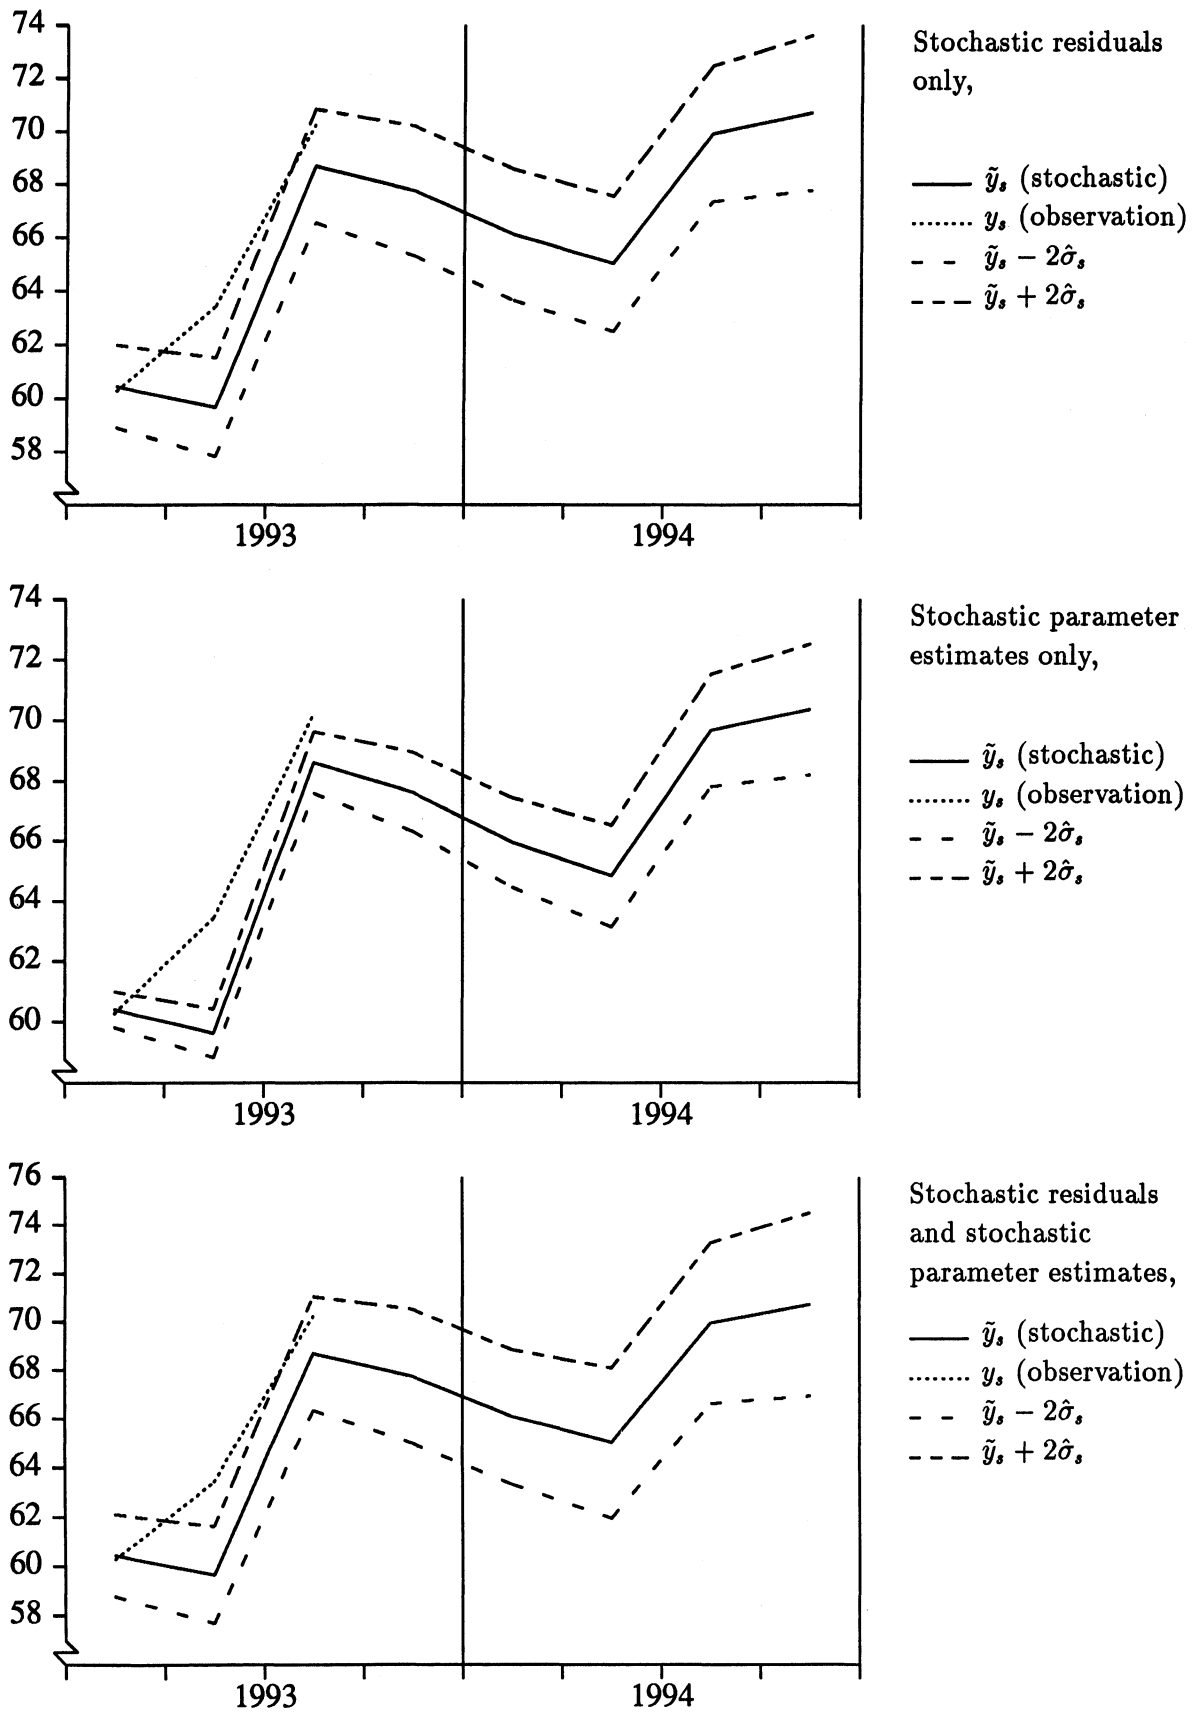 74
72
70
68
66
64
62
60
58
1993 1994
Stochastic residuals
only,
ỹₛ (stochastic)
yₛ (observation)
ỹₛ − 2σ̂ₛ
ỹₛ + 2σ̂ₛ
74
72
70
68
66
64
62
60
1993 1994
Stochastic parameter
estimates only,
ỹₛ (stochastic)
yₛ (observation)
ỹₛ − 2σ̂ₛ
ỹₛ + 2σ̂ₛ
76
74
72
70
68
66
64
62
60
58
1993 1994
Stochastic residuals
and stochastic
parameter estimates,
ỹₛ (stochastic)
yₛ (observation)
ỹₛ − 2σ̂ₛ
ỹₛ + 2σ̂ₛ